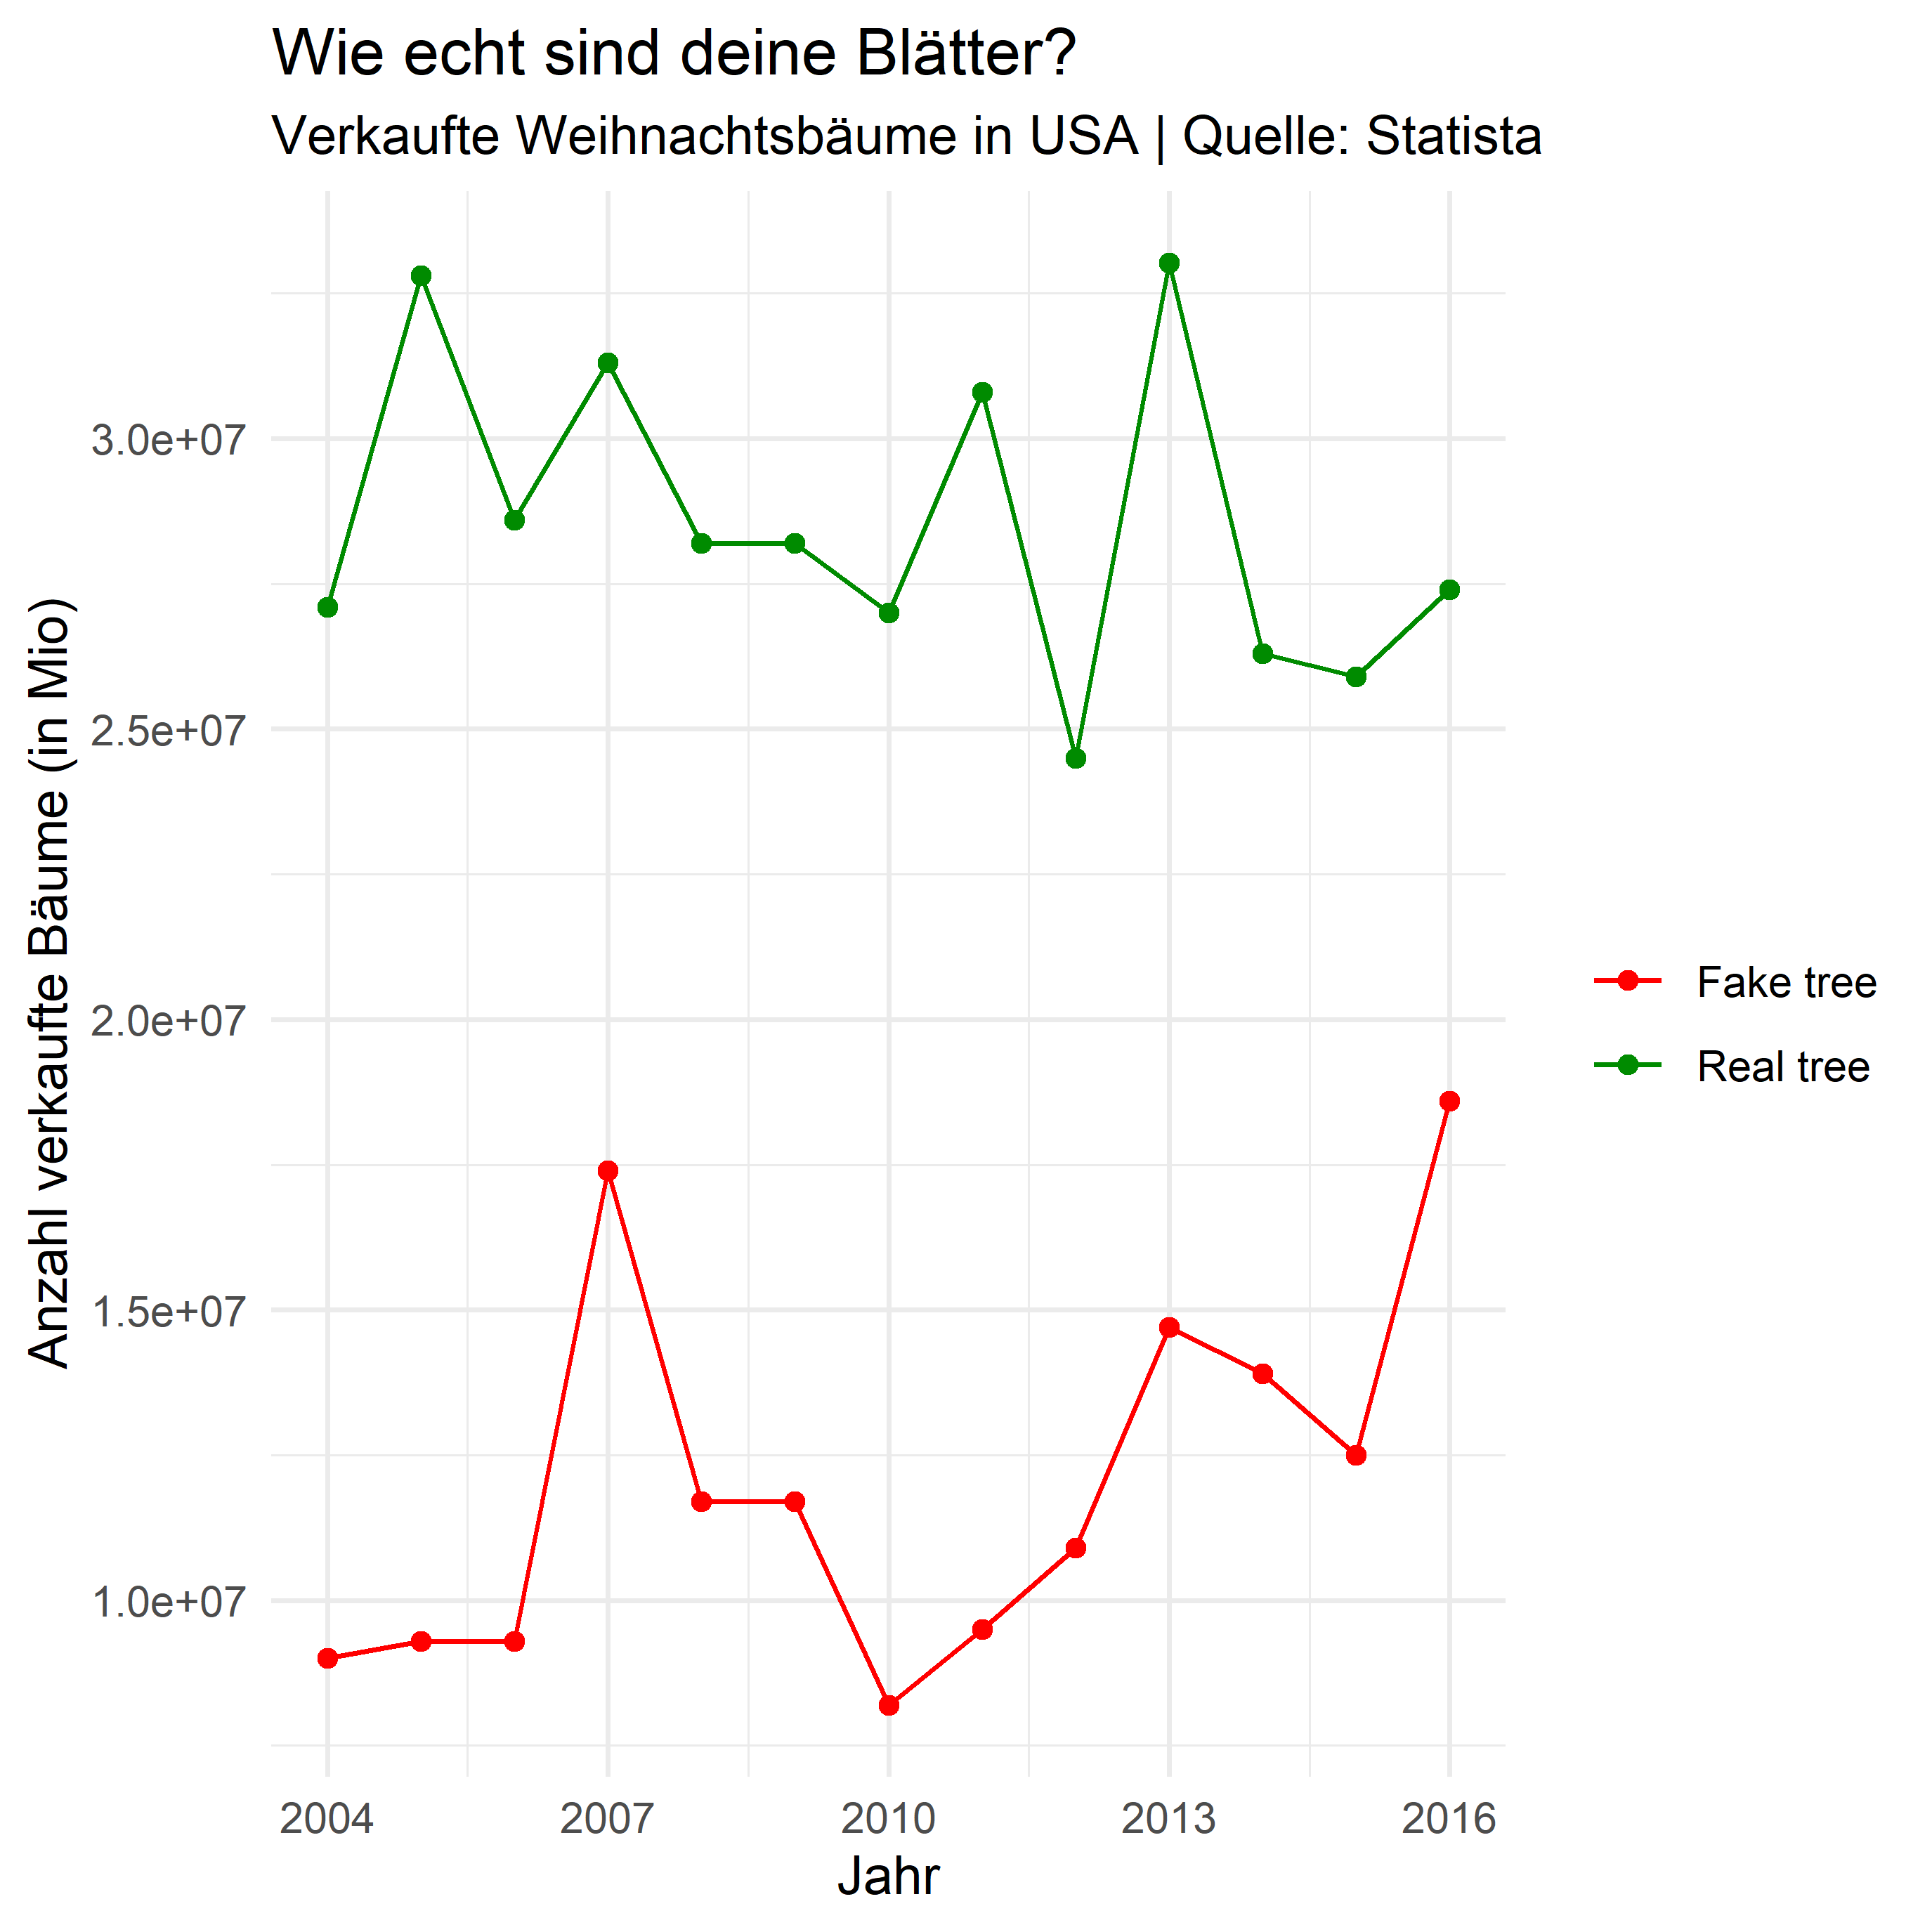 Wie echt sind deine Blätter?
Verkaufte Weihnachtsbäume in USA | Quelle: Statista
Anzahl verkaufte Bäume (in Mio)
3.0e+07
2.5e+07
2.0e+07
1.5e+07
1.0e+07
2004 2007 2010 2013 2016
Jahr
Fake tree
Real tree